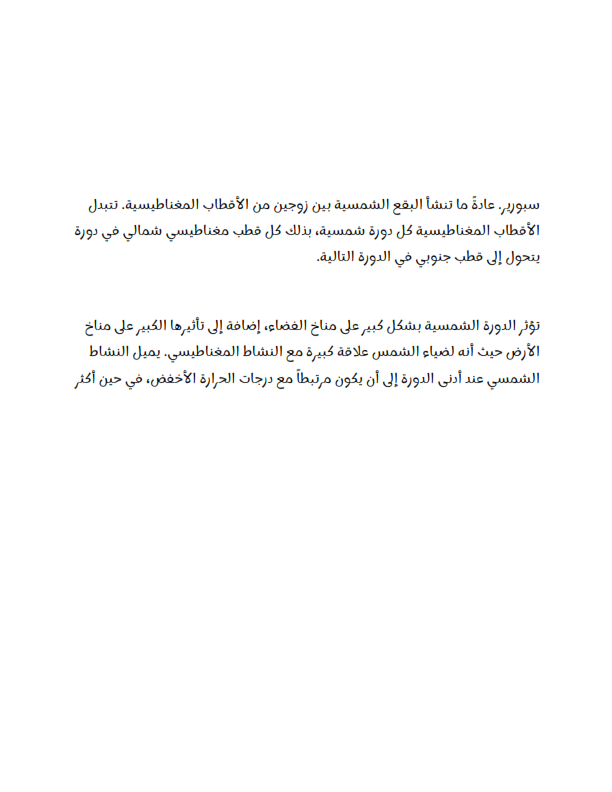 سبورير. عادةً ما تنشأ البقع الشمسية بين زوجين من الأقطاب المغناطيسية. تتبدل
الأقطاب المغناطيسية كل دورة شمسية، بذلك كل قطب مغناطيسي شمالي في دورة
يتحول إلى قطب جنوبي في الدورة التالية.
تؤثر الدورة الشمسية بشكل كبير على مناخ الفضاء، إضافة إلى تأثيرها الكبير على مناخ
الأرض حيث أنه لضياء الشمس علاقة كبيرة مع النشاط المغناطيسي. يميل النشاط
الشمسي عند أدنى الدورة إلى أن يكون مرتبطاً مع درجات الحرارة الأخفض، في حين أكثر